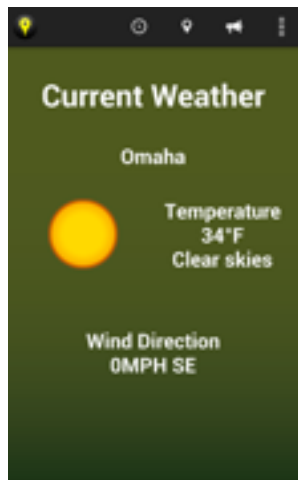 Current Weather
Omaha
Temperature
34°F
Clear skies
Wind Direction
0MPH SE